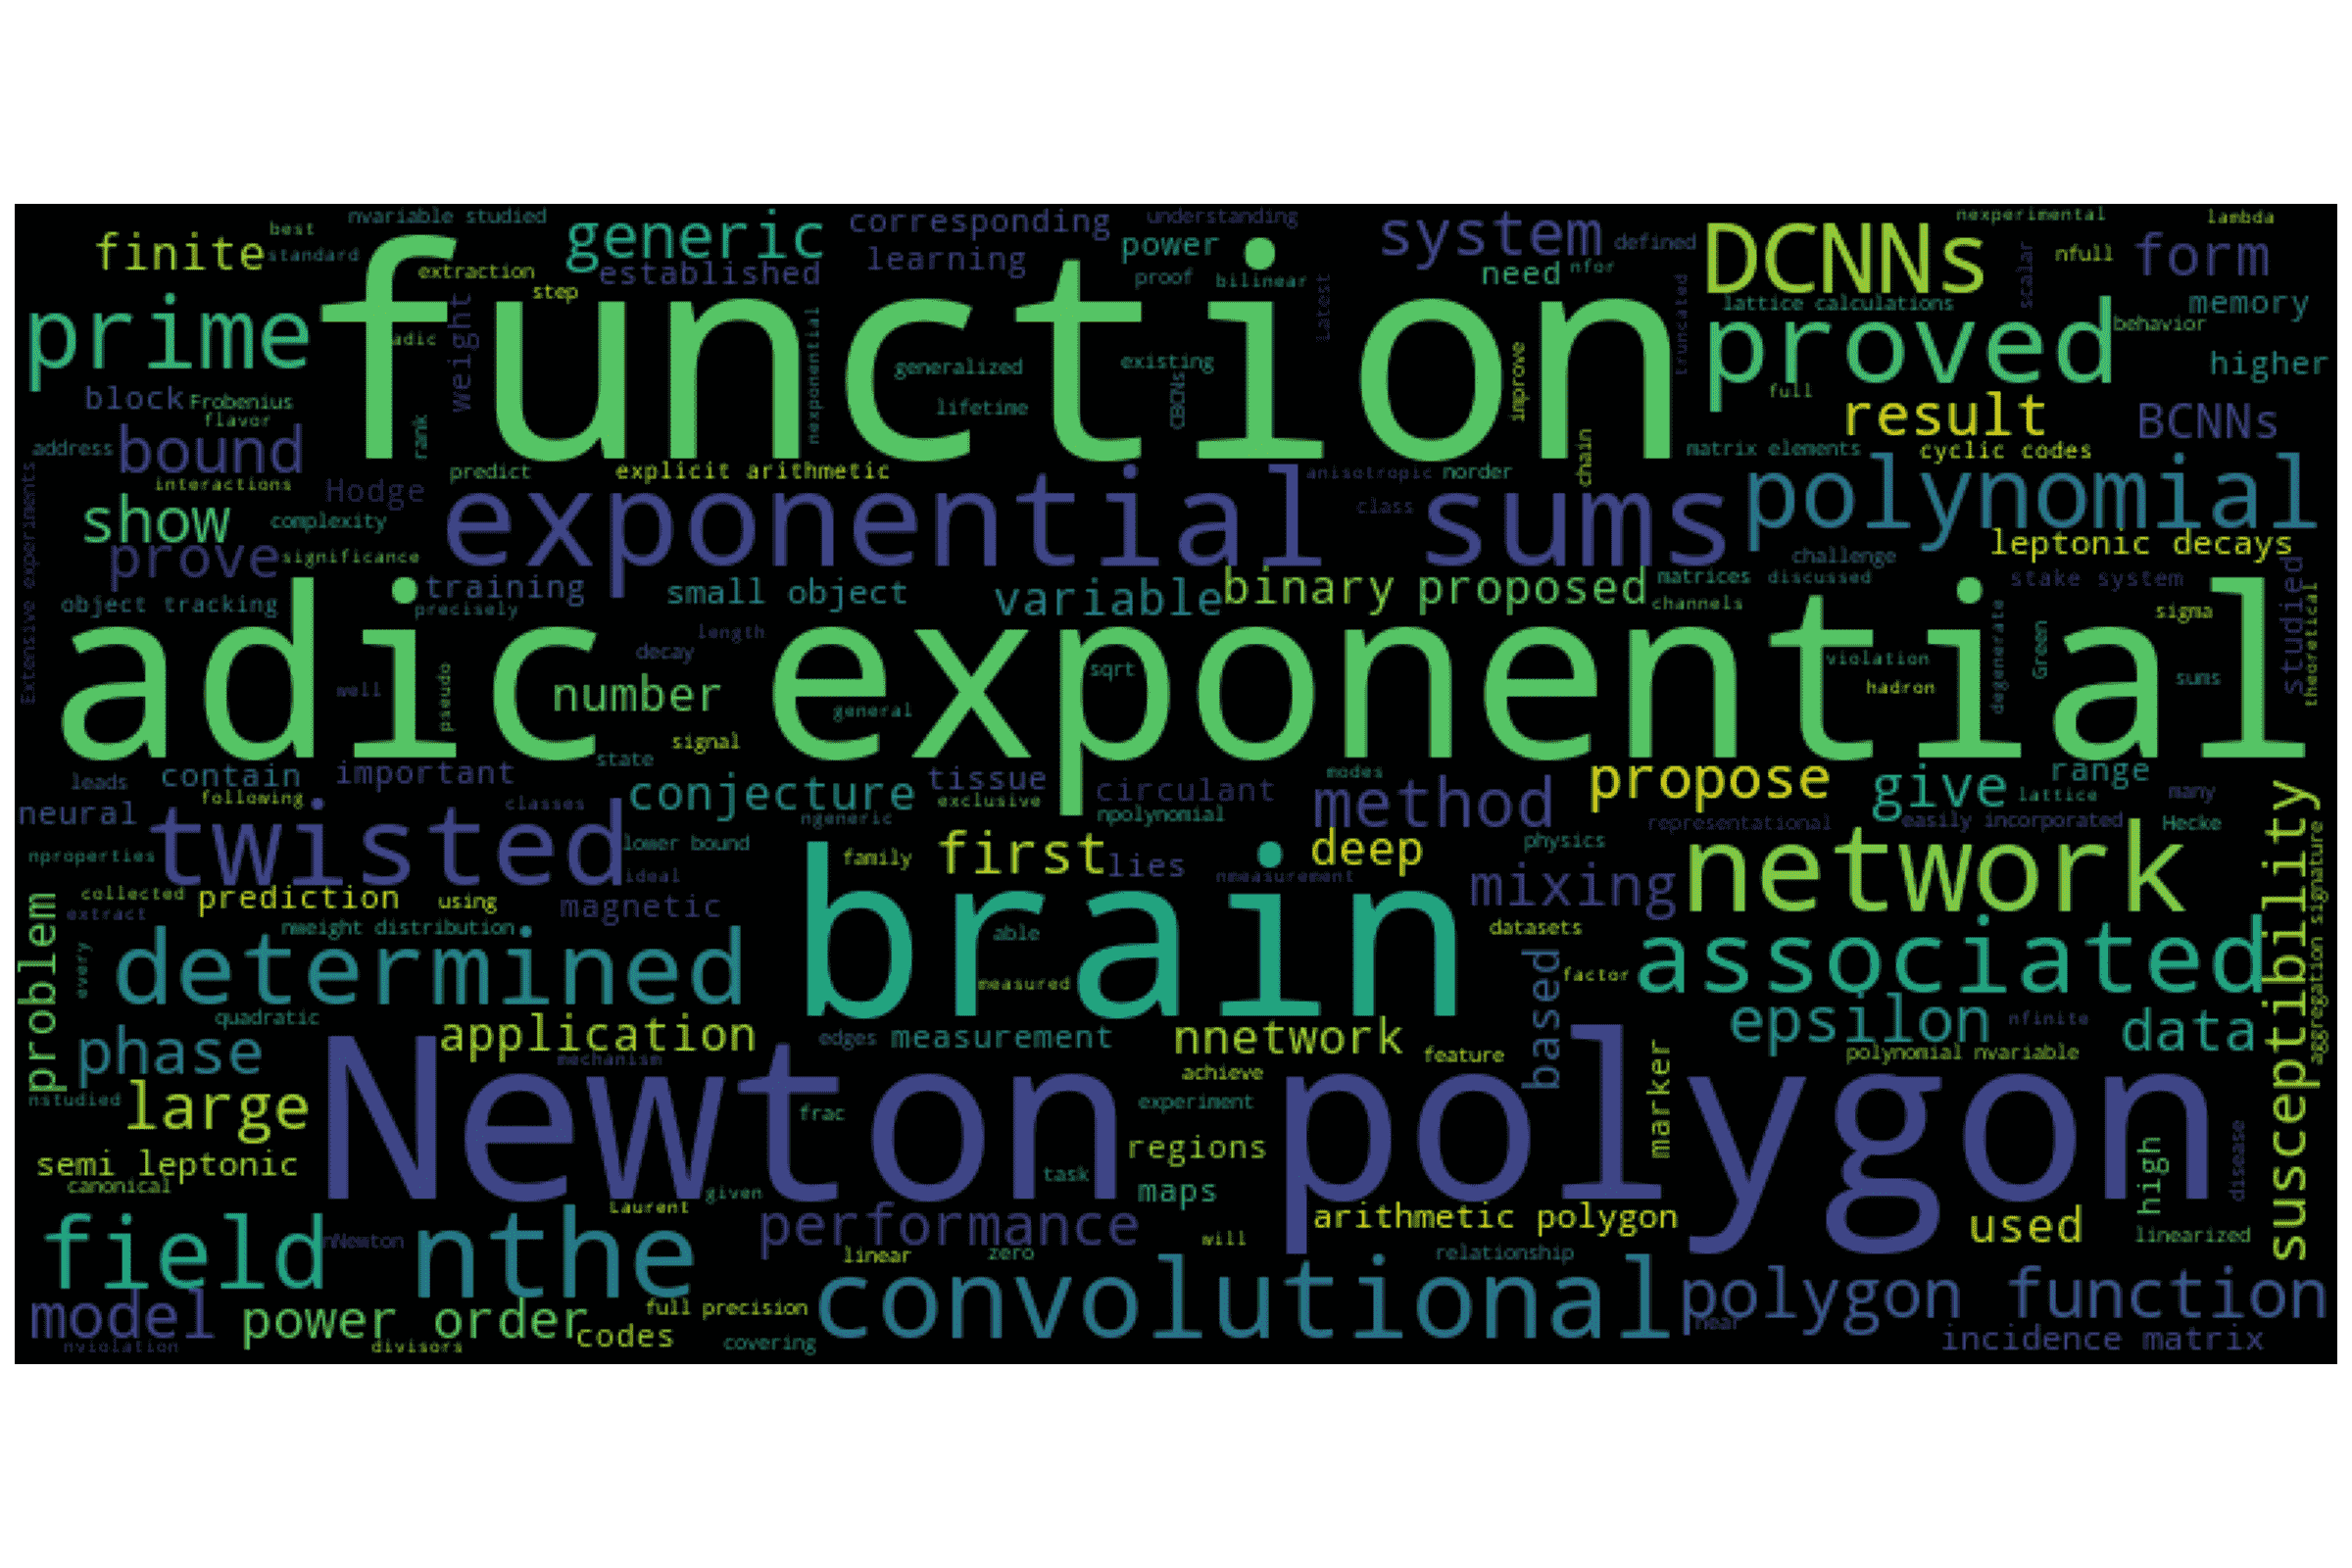 nvariable studied
best
finite
standard
generic
corresponding
understanding
nexperimental
lambda
system
defined
DCNNs
form
nfull
scalar
power
learning
established
extraction
step
proof
bilinear
need
nfor
Latest
truncated
lattice calculations
memory
behavior
prime
function
proved
adic
weight
nexponential
generalized
existing
improve
higher
block
Frobenius
flavor
rank
lifetime
CBCNs
full
result
BCNNs
chain
address
bound
interactions
predict
explicit arithmetic
anisotropic
norder
matrix elements
cyclic codes
Extensive experiments
Hodge
exponential sums
class
polynomial
show
complexity
prove
significance
leptonic decays
challenge
object tracking
training
precisely
small object
variable
binary proposed
matrices
discussed
channels
stake system
sigma
studied
theoretical
adic exponential
length
decay
sqrt
violation
hadron
degenerate
Green
sums
well
pseudo
number
general
signal
state
leads
contain
important
following
classes
conjecture
tissue
exclusive
modes
circulant
npolynomial
ngeneric
method
propose
give
range
lattice
many
susceptibility
neural
twisted
lower bound
representational
easily incorporated
Hecke
nproperties
ideal
family
first
lies
deep
physics
nmeasurement
mixing
network
aggregation signature
collected
extract
prediction
using
magnetic
brain
problem
every
nweight distribution
able
datasets
determined
measured
based
factor
associated
quadratic
phase
application
mechanism
edges
measurement
nnetwork
feature
epsilon
nfinite
data
polynomial nvariable
nstudied
large
Newton polygon
achieve
frac
experiment
marker
semi leptonic
canonical
regions
task
given
maps
high
disease
field
nNewton
nthe
Laurent
performance
arithmetic polygon
used
linearized
linear
zero
will
relationship
model
power order
full precision
convolutional
polygon function
near
nviolation
divisors
codes
covering
incidence matrix